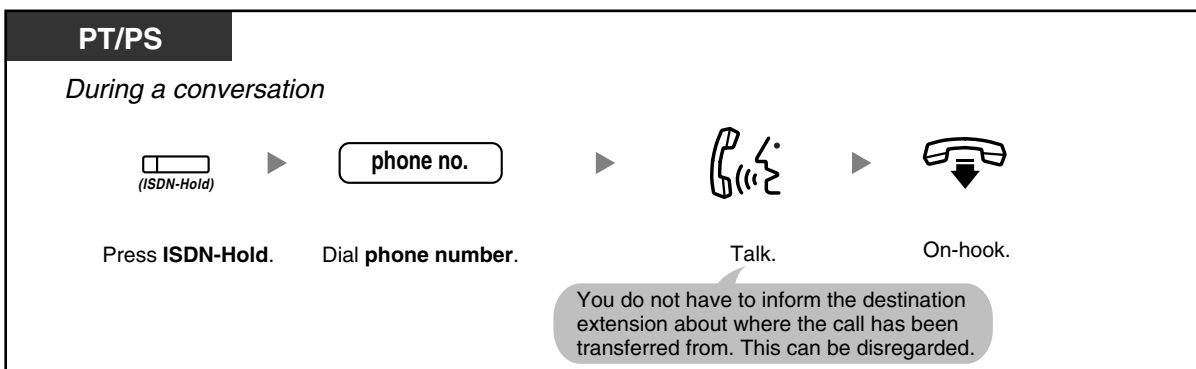 PT/PS
During a conversation
(ISDN-Hold)
phone no.
Press ISDN-Hold.
Dial phone number.
Talk.
On-hook.
You do not have to inform the destination
extension about where the call has been
transferred from. This can be disregarded.